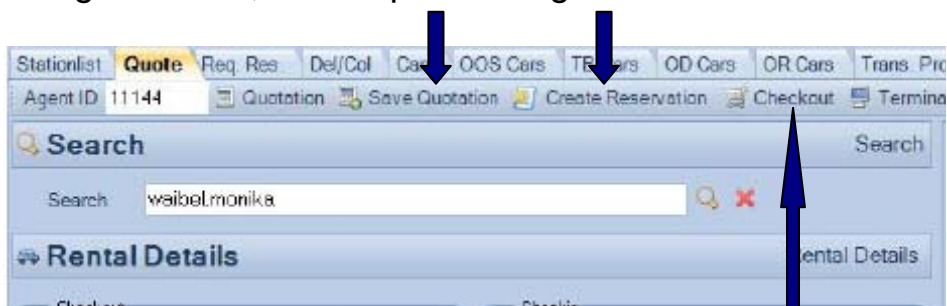 Stationlist Quote Req. Res. Del/Col OOS Cars OD Cars OR Cars Trans. Pro
Agent ID 11144 Quotation Save Quotation Create Reservation Checkout Termina
Search Search
Search waibel.monika
Rental Details Rental Details